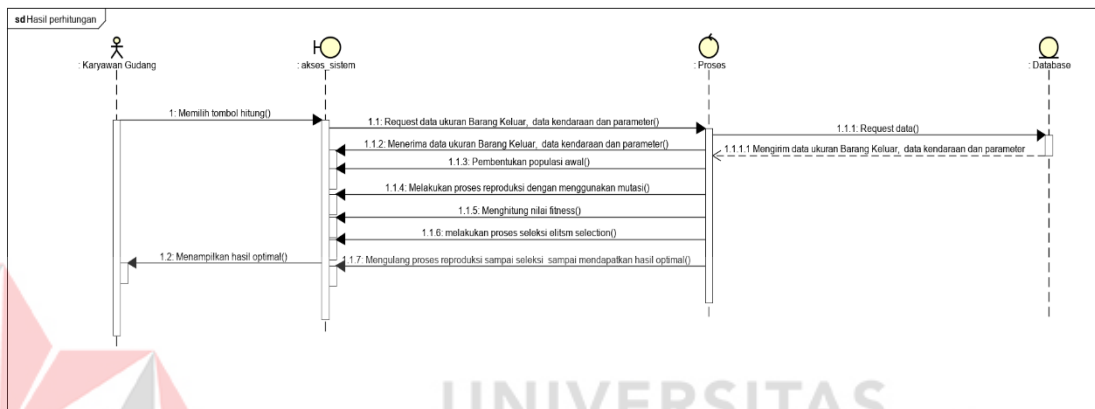 sd Hasil perhitungan
: Karyawan Gudang
: akses_sistem
: Proses
: Database
1: Memilih tombol hitung()
1.1: Request data ukuran Barang Keluar, data kendaraan dan parameter()
1.1.1: Request data()
1.1.2: Menerima data ukuran Barang Keluar, data kendaraan dan parameter()
1.1.1.1 Mengirim data ukuran Barang Keluar, data kendaraan dan parameter
1.1.3: Pembentukan populasi awal()
1.1.4: Melakukan proses reproduksi dengan menggunakan mutasi()
1.1.5: Menghitung nilai fitness()
1.1.6: melakukan proses seleksi elitsm selection()
1.2: Menampilkan hasil optimal()
1.1.7: Mengulang proses reproduksi sampai seleksi sampai mendapatkan hasil optimal()
UNIVERSITAS